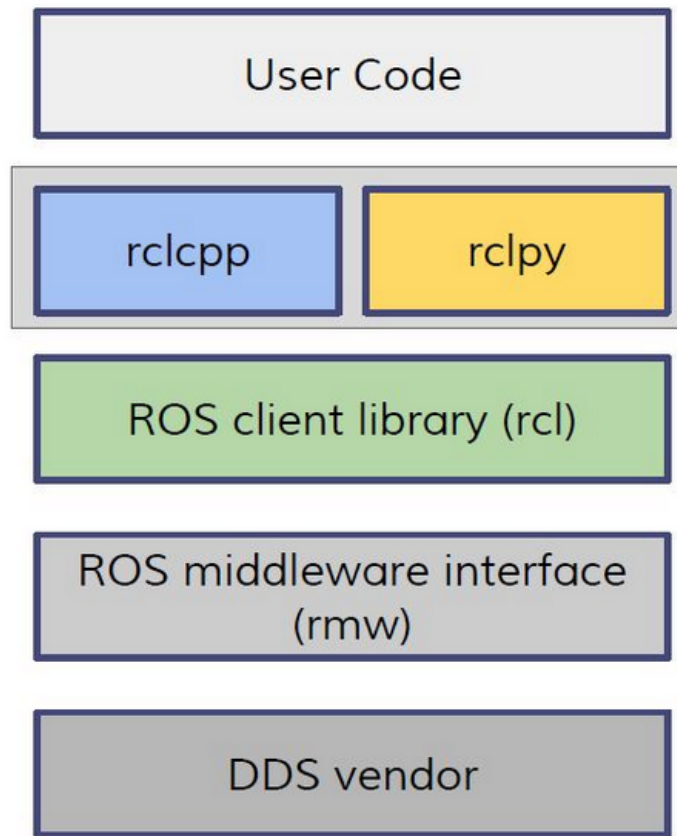 User Code
rclcpp
rclpy
ROS client library (rcl)
ROS middleware interface
(rmw)
DDS vendor